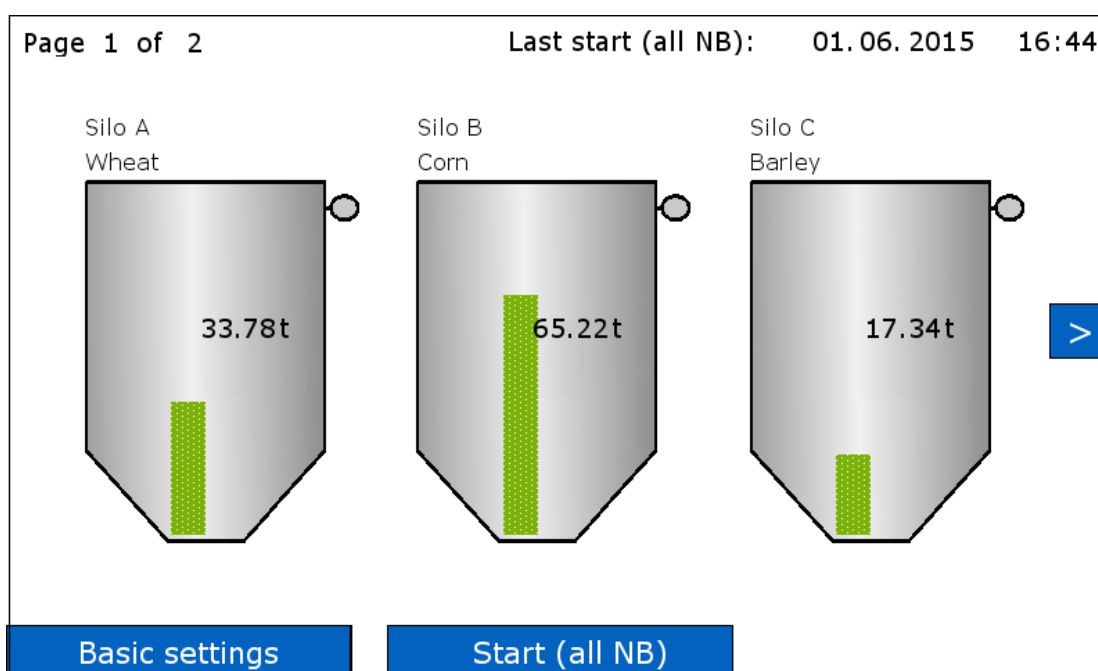 Page 1 of 2 Last start (all NB): 01.06.2015 16:44
Silo A Silo B Silo C
Wheat Corn Barley
33.78t 65.22t 17.34t >
Basic settings Start (all NB)